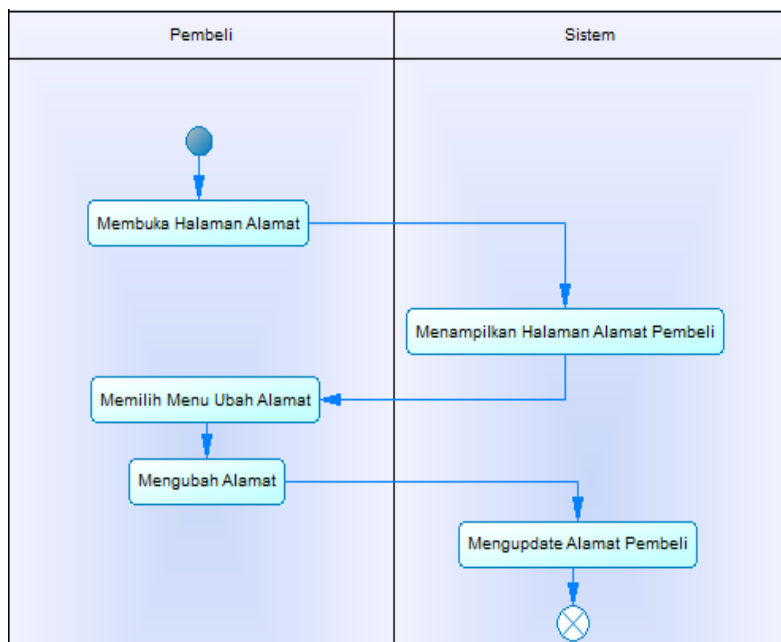 Pembeli
Sistem
Membuka Halaman Alamat
Menampilkan Halaman Alamat Pembeli
Memilih Menu Ubah Alamat
Mengubah Alamat
Mengupdate Alamat Pembeli